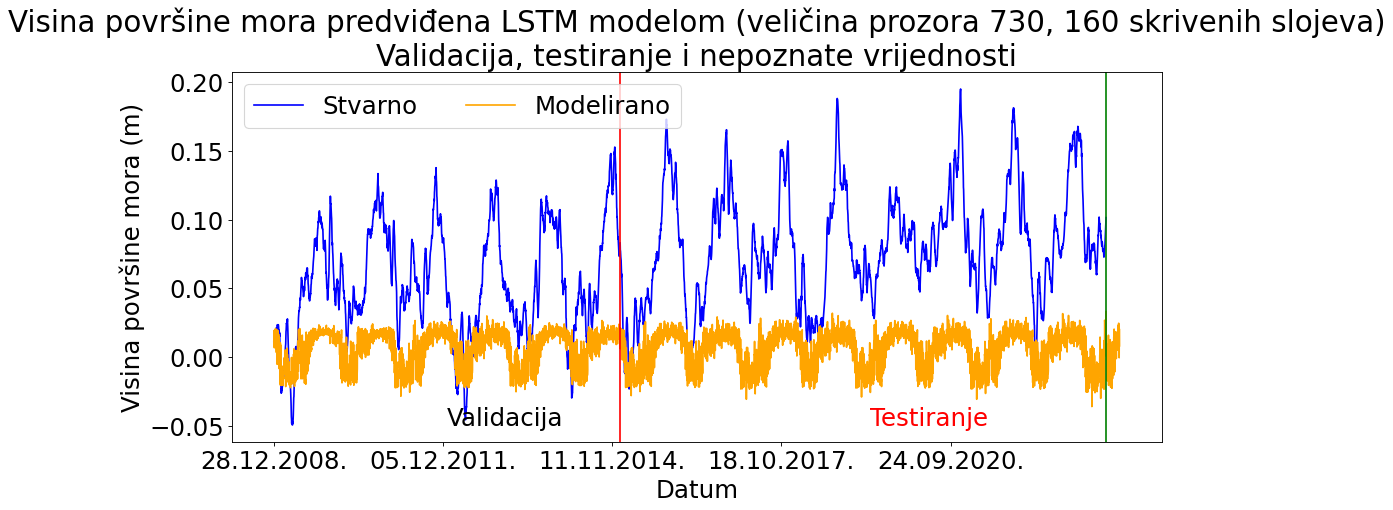 Visina površine mora predviđena LSTM modelom (veličina prozora 730, 160 skrivenih slojeva)
Validacija, testiranje i nepoznate vrijednosti
Visina površine mora (m)
0.20
0.15
0.10
0.05
0.00
−0.05
Stvarno
Modelirano
Validacija
Testiranje
28.12.2008.
05.12.2011.
11.11.2014.
18.10.2017.
24.09.2020.
Datum